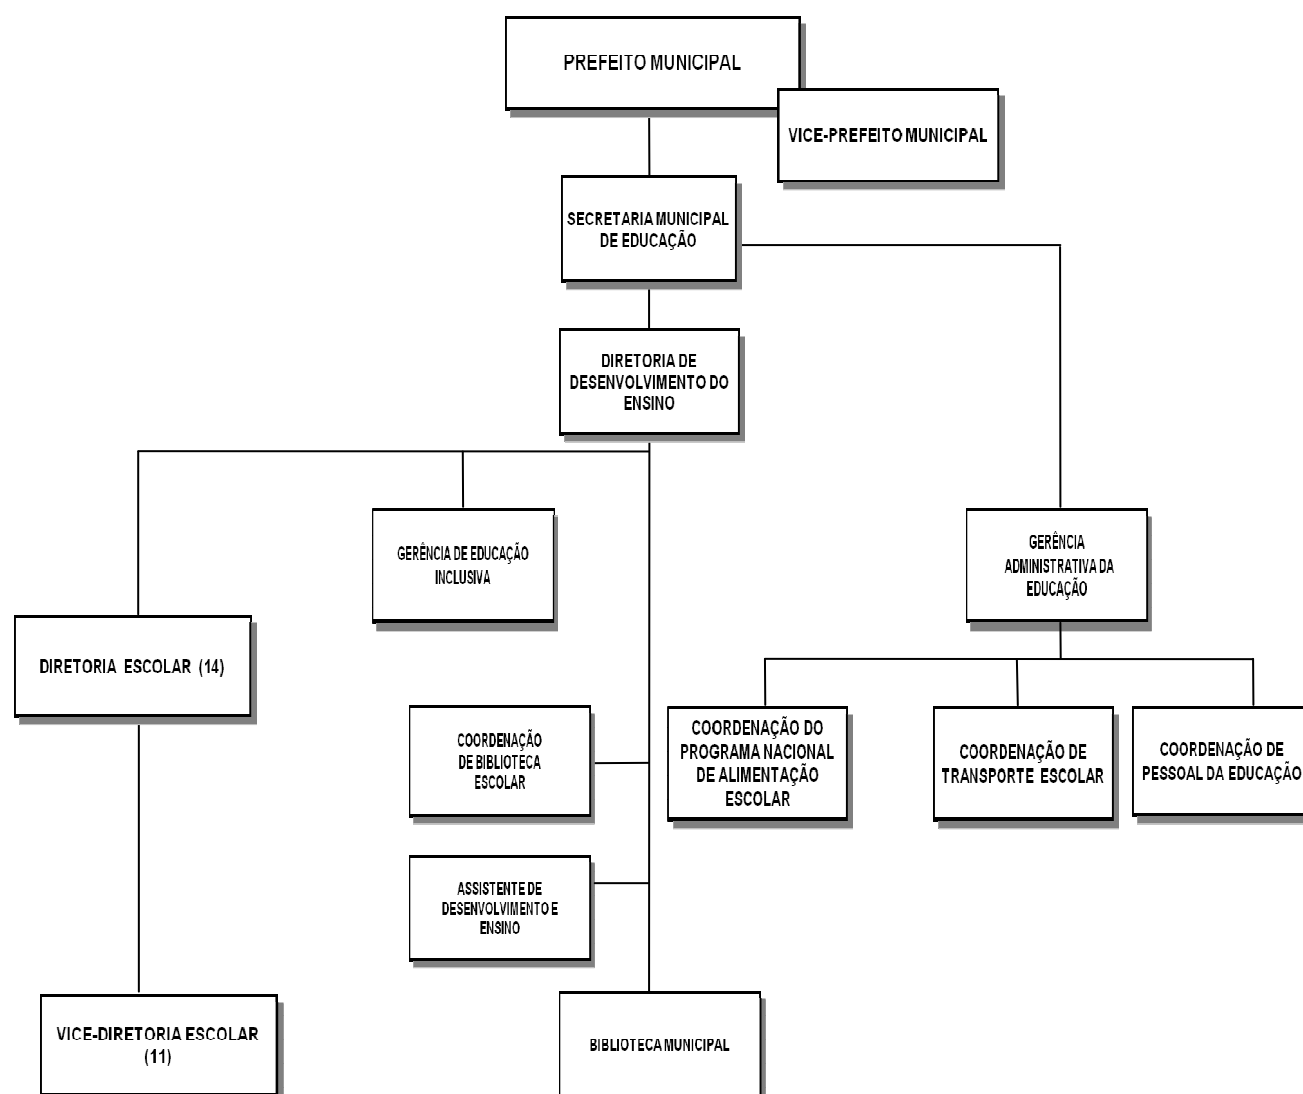 PREFEITO MUNICIPAL
VICE-PREFEITO MUNICIPAL
SECRETARIA MUNICIPAL
DE EDUCAÇÃO
DIRETORIA DE
DESENVOLVIMENTO DO
ENSINO
GERÊNCIA DE EDUCAÇÃO
INCLUSIVA
GERÊNCIA
ADMINISTRATIVA DA
EDUCAÇÃO
DIRETORIA ESCOLAR (14)
COORDENAÇÃO
DE BIBLIOTECA
ESCOLAR
COORDENAÇÃO DO
PROGRAMA NACIONAL
DE ALIMENTAÇÃO
ESCOLAR
COORDENAÇÃO DE
TRANSPORTE ESCOLAR
COORDENAÇÃO DE
PESSOAL DA EDUCAÇÃO
ASSISTENTE DE
DESENVOLVIMENTO E
ENSINO
VICE-DIRETORIA ESCOLAR
(11)
BIBLIOTECA MUNICIPAL